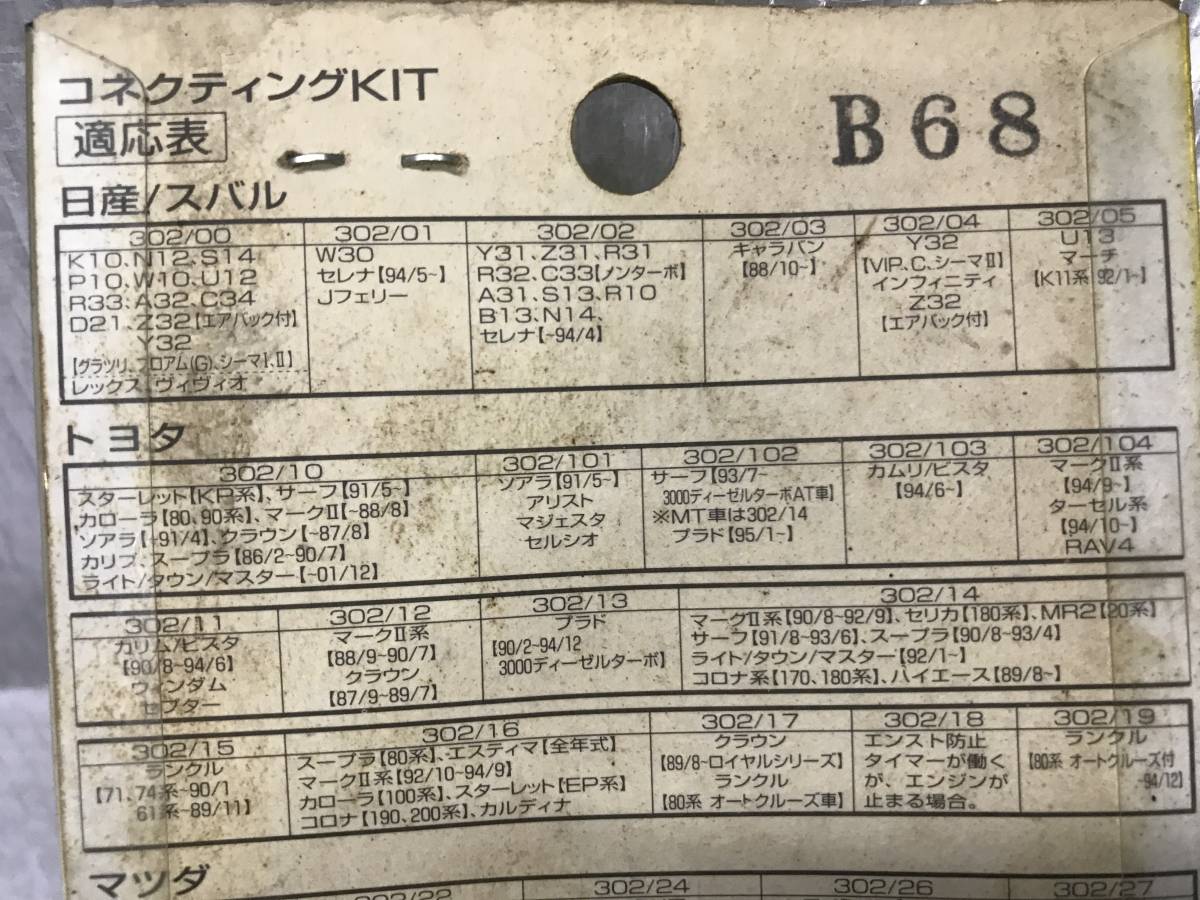 コネクティングKIT
適応表
B68
日産/スバル
302/00
K10、N12、S14
P10、W10、U12
R33、A32、C34
D21、Z32【エアバック付】
Y32
【グラツリ、ブロアム(G)、シーマI、II】
レックス ヴィヴィオ
302/01
W30
セレナ【94/5~】
Jフェリー
302/02
Y31、Z31、R31
R32、C33【ノンターボ】
A31、S13、R10
B13、N14、
セレナ【~94/4】
302/03
キャラバン
【88/10~】
302/04
Y32
【VIP、C、シーマII】
インフィニティ
Z32
【エアバック付】
302/05
U13
マーチ
【K11系 92/1~】
トヨタ
302/10
スターレット【KP系】、サーフ【91/5~】
カローラ【80、90系】、マークII【~88/8】
ソアラ【~91/4】、クラウン【~87/8】
カリブ、スープラ【86/2~90/7】
ライト/タウン/マスター【~01/12】
302/101
ソアラ【91/5~】
アリスト
マジェスタ
セルシオ
302/102
サーフ【93/7~
3000ディーゼルターボAT車】
※MT車は302/14
プラド【95/1~】
302/103
カムリ/ビスタ
【94/6~】
302/104
マークII系
【94/9~】
ターセル系
【94/10~】
RAV4
302/11
カリム/ビスタ
【90/8~94/6】
ウィンダム
セプター
302/12
マークII系
【88/9~90/7】
クラウン
【87/9~89/7】
302/13
プラド
【90/2~94/12
3000ディーゼルターボ】
302/14
マークII系【90/8~92/9】、セリカ【180系】、MR2【20系】
サーフ【91/8~93/6】、スープラ【90/8~93/4】
ライト/タウン/マスター【92/1~】
コロナ系【170、180系】、ハイエース【89/8~】
302/15
ランクル
【71、74系~90/1
61系~89/11】
302/16
スープラ【80系】、エスティマ【全年式】
マークII系【92/10~94/9】
カローラ【100系】、スターレット【EP系】
コロナ【190、200系】、カルディナ
302/17
クラウン
【89/8~ロイヤルシリーズ】
ランクル
【80系 オートクルーズ車】
302/18
エンスト防止
タイマーが働く
が、エンジンが
止まる場合。
302/19
ランクル
【80系 オートクルーズ付
~94/12】
マツダ
302/22
302/24
302/26
302/27